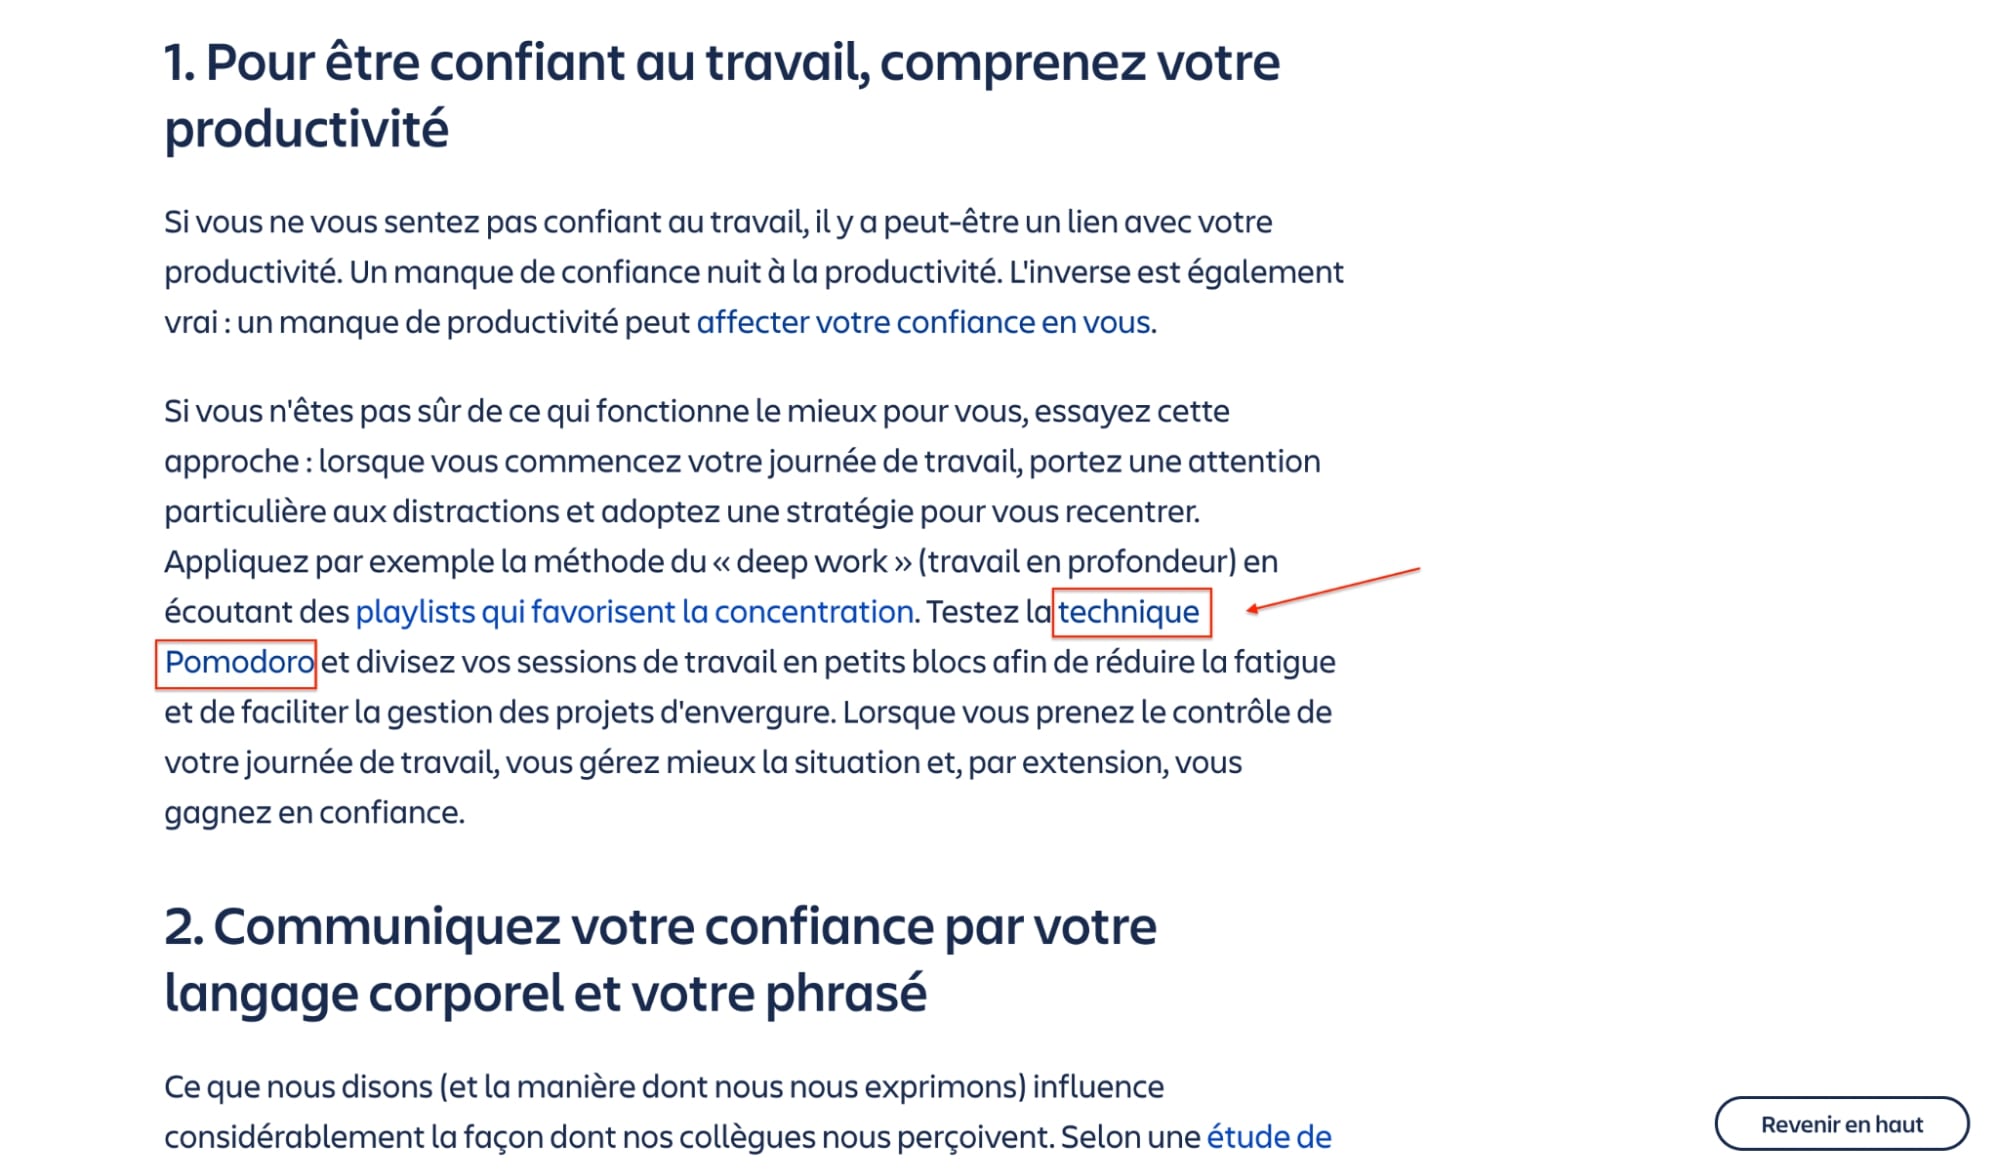 1. Pour être confiant au travail, comprenez votre
productivité
Si vous ne vous sentez pas confiant au travail, il y a peut-être un lien avec votre
productivité. Un manque de confiance nuit à la productivité. L'inverse est également
vrai : un manque de productivité peut affecter votre confiance en vous.
Si vous n'êtes pas sûr de ce qui fonctionne le mieux pour vous, essayez cette
approche : lorsque vous commencez votre journée de travail, portez une attention
particulière aux distractions et adoptez une stratégie pour vous recentrer.
Appliquez par exemple la méthode du « deep work » (travail en profondeur) en
écoutant des playlists qui favorisent la concentration. Testez la technique
Pomodoro et divisez vos sessions de travail en petits blocs afin de réduire la fatigue
et de faciliter la gestion des projets d'envergure. Lorsque vous prenez le contrôle de
votre journée de travail, vous gérez mieux la situation et, par extension, vous
gagnez en confiance.
2. Communiquez votre confiance par votre
langage corporel et votre phrasé
Ce que nous disons (et la manière dont nous nous exprimons) influence
considérablement la façon dont nos collègues nous perçoivent. Selon une étude de
Revenir en haut